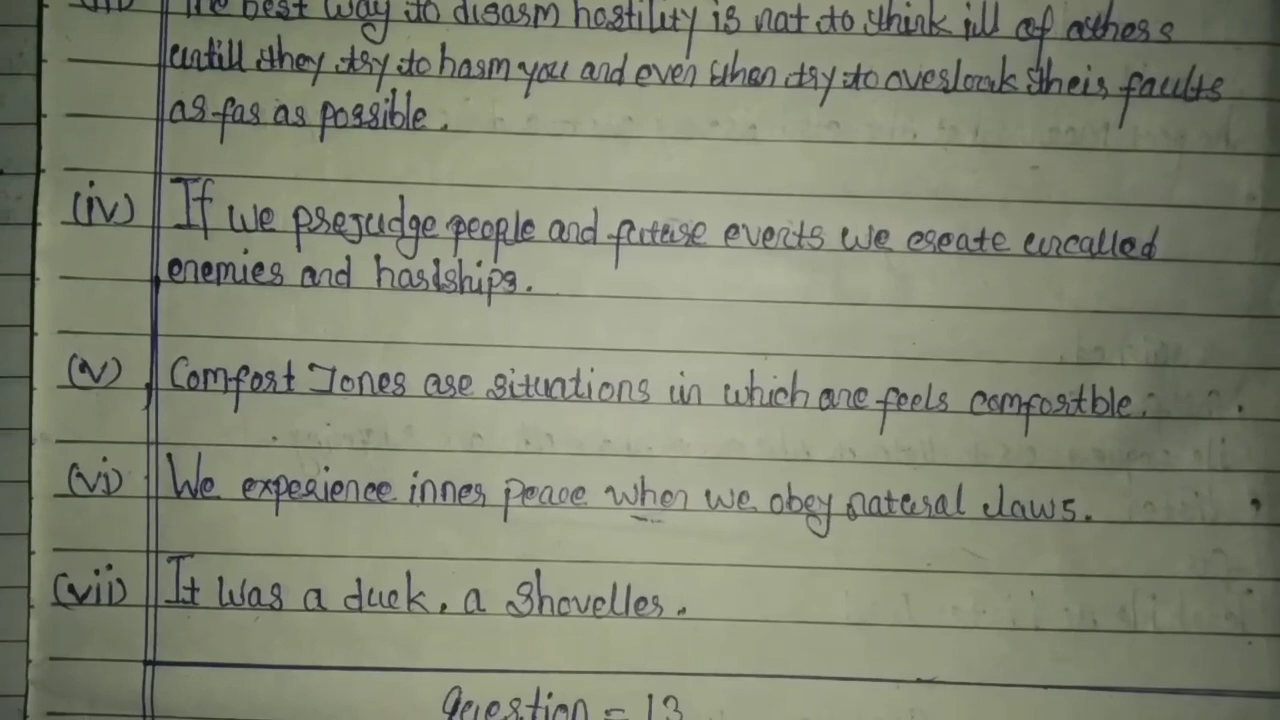 (iii) The best way to disarm hostility is not to think ill of others
untill they try to harm you and even then try to overlook their faults
as far as possible.
(iv) If we prejudge people and future events we create uncalled
enemies and hardships.
(v) Comfort Zones are situations in which one feels comfortble.
(vi) We experience inner peace when we obey natural laws.
(vii) It was a duck, a Shoveller.
Question = 13